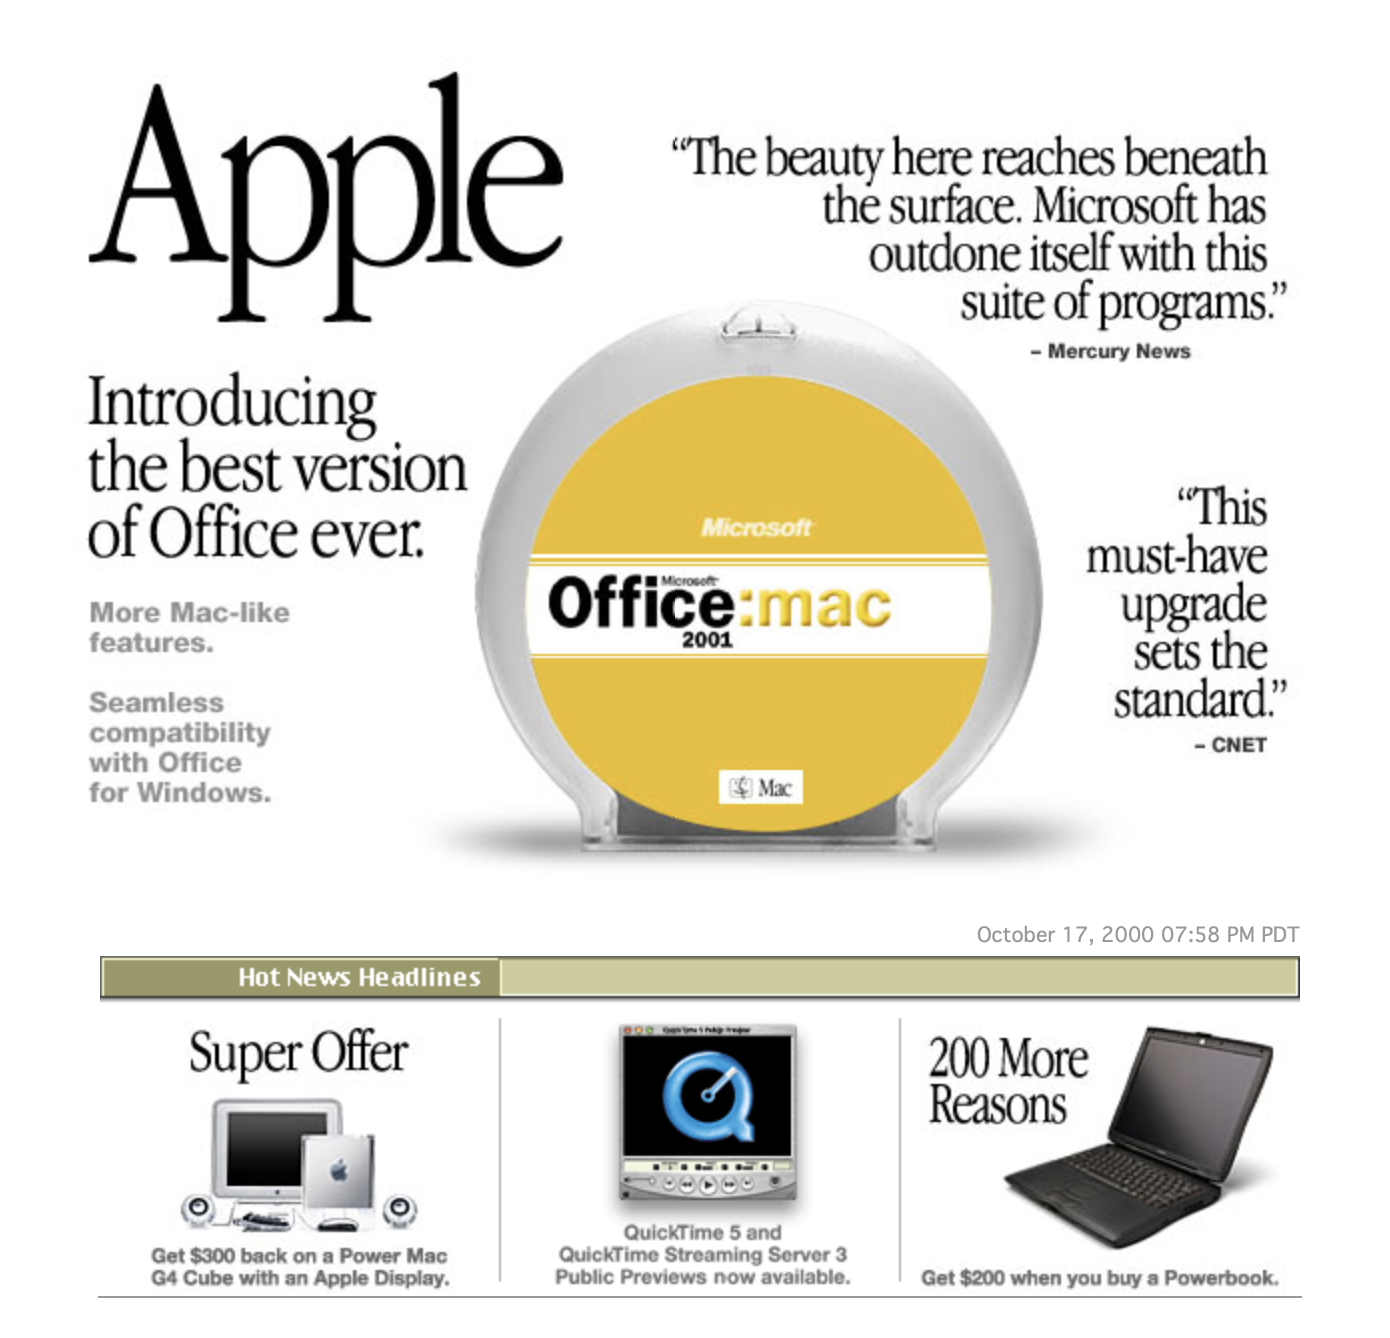 Apple
“The beauty here reaches beneath
the surface. Microsoft has
outdone itself with this
suite of programs.”
– Mercury News
Introducing
the best version
of Office ever.
More Mac-like
features.
Seamless
compatibility
with Office
for Windows.
Microsoft
Microsoft
Office:mac
2001
Mac
“This
must-have
upgrade
sets the
standard.”
– CNET
October 17, 2000 07:58 PM PDT
Hot News Headlines
Super Offer
Get $300 back on a Power Mac
G4 Cube with an Apple Display.
QuickTime 5 Public Preview
QuickTime 5 and
QuickTime Streaming Server 3
Public Previews now available.
200 More
Reasons
Get $200 when you buy a Powerbook.